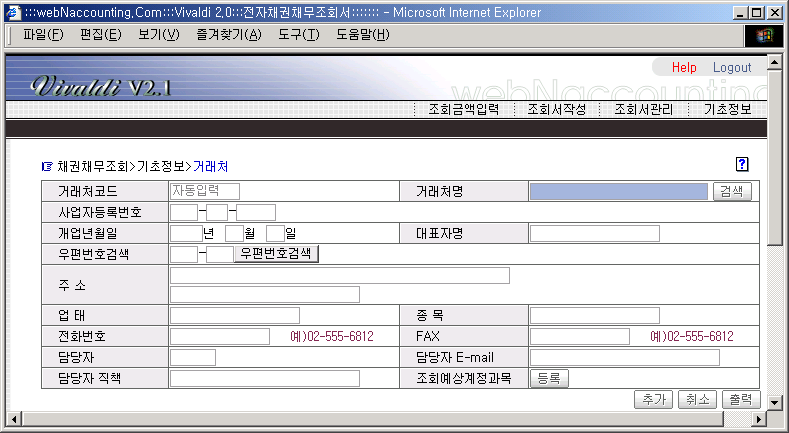 :::webNaccounting.Com:::Vivaldi 2.0:::전자채권채무조회서::::::: - Microsoft Internet Explorer
파일(F) 편집(E) 보기(V) 즐겨찾기(A) 도구(T) 도움말(H)
Help Logout
Vivaldi V2.1
webNaccounting
조회금액입력 조회서작성 조회서관리 기초정보
채권채무조회>기초정보>거래처 ?
거래처코드 자동입력 거래처명 검색
사업자등록번호 - -
개업년월일 년 월 일 대표자명
우편번호검색 - 우편번호검색
주 소
업 태 종 목
전화번호 예)02-555-6812 FAX 예)02-555-6812
담당자 담당자 E-mail
담당자 직책 조회예상계정과목 등록
추가 취소 출력